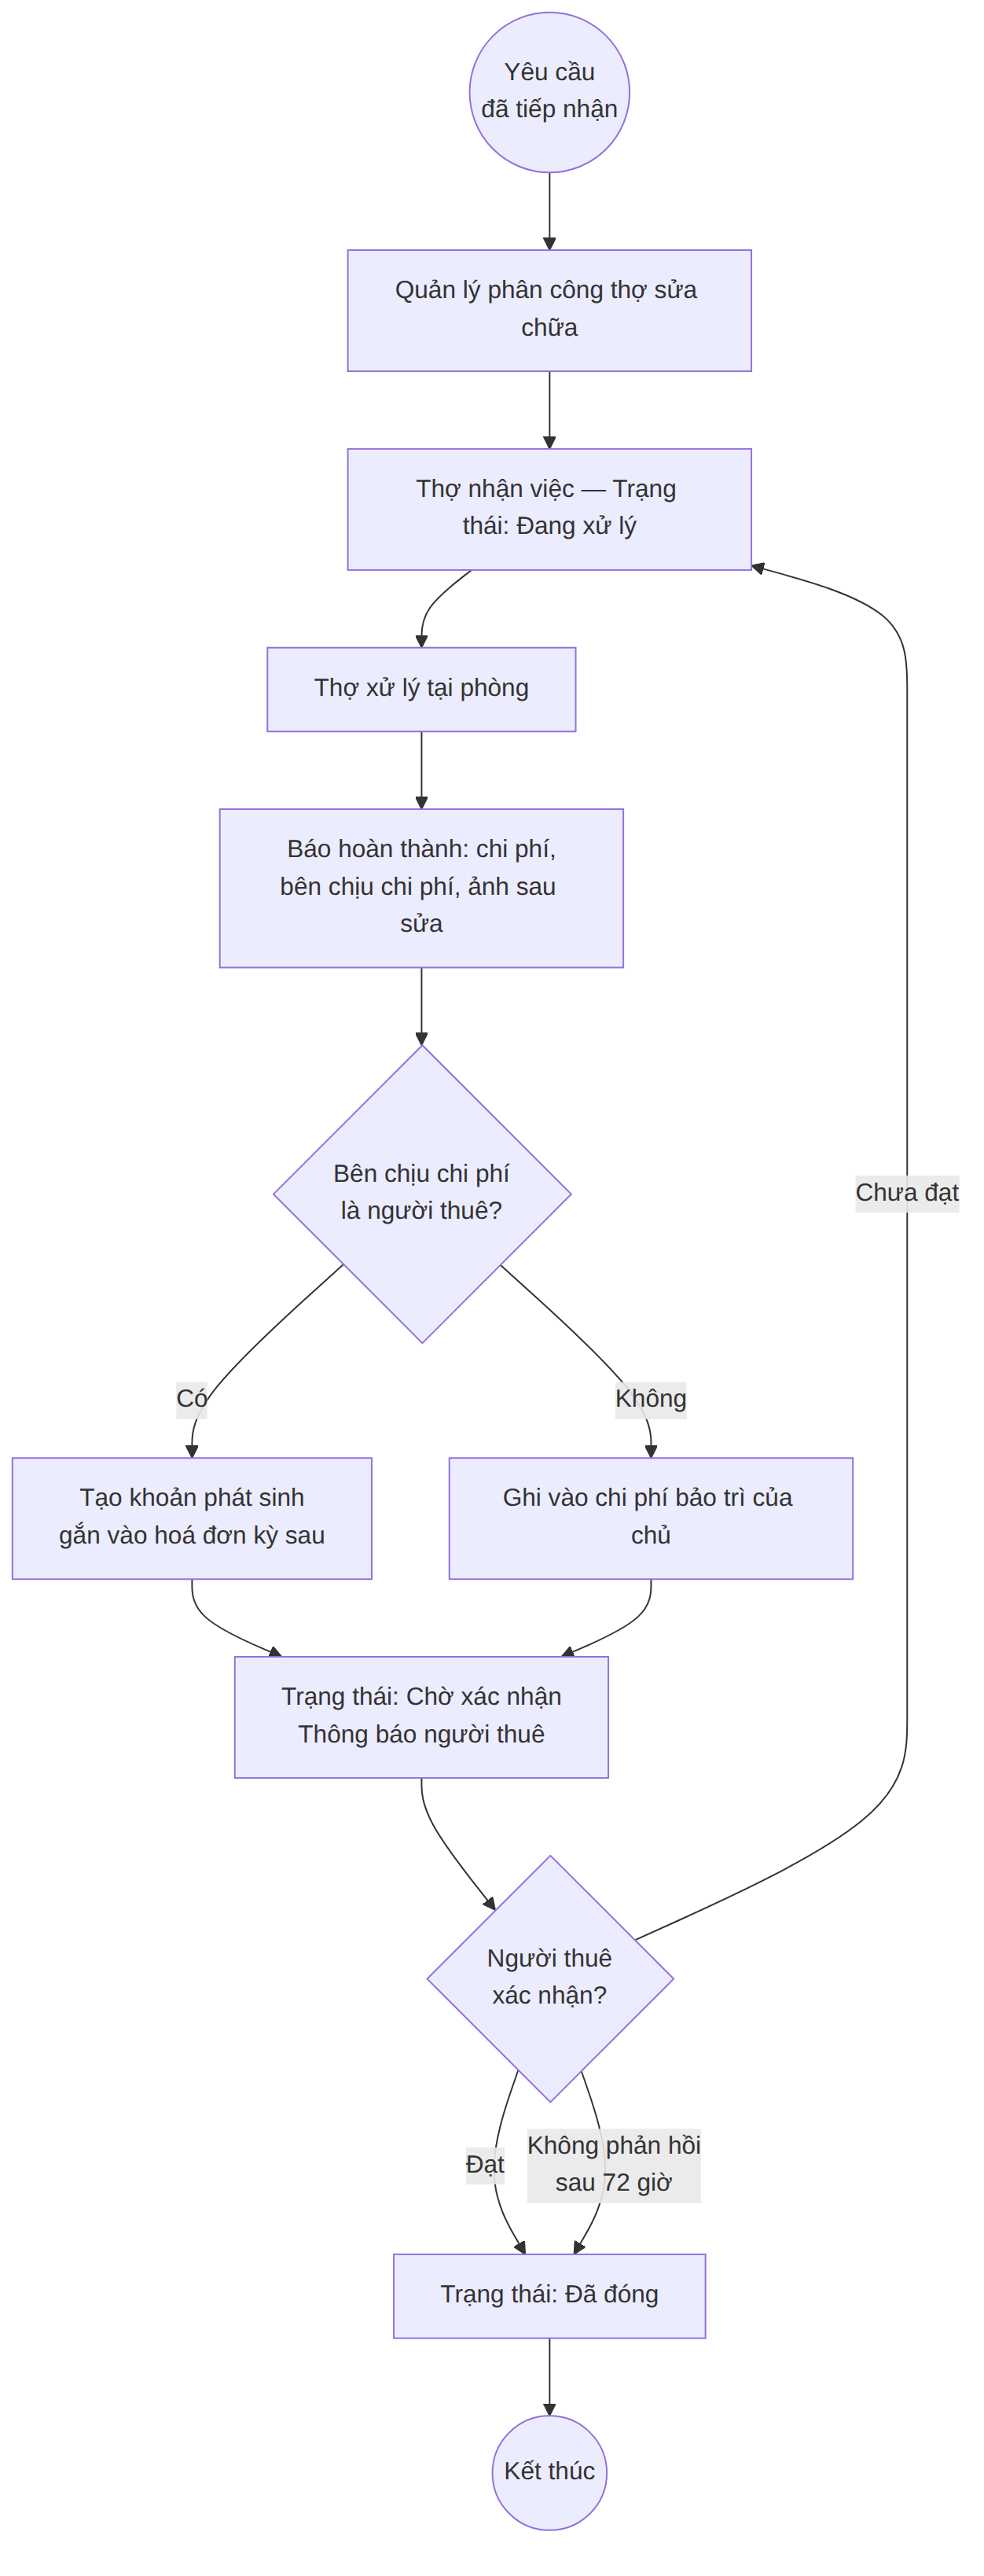 Yêu cầu
đã tiếp nhận
Quản lý phân công thợ sửa
chữa
Thợ nhận việc — Trạng
thái: Đang xử lý
Thợ xử lý tại phòng
Báo hoàn thành: chi phí,
bên chịu chi phí, ảnh sau
sửa
Bên chịu chi phí
là người thuê?
Chưa đạt
Có
Không
Tạo khoản phát sinh
gắn vào hoá đơn kỳ sau
Ghi vào chi phí bảo trì của
chủ
Trạng thái: Chờ xác nhận
Thông báo người thuê
Người thuê
xác nhận?
Đạt
Không phản hồi
sau 72 giờ
Trạng thái: Đã đóng
Kết thúc